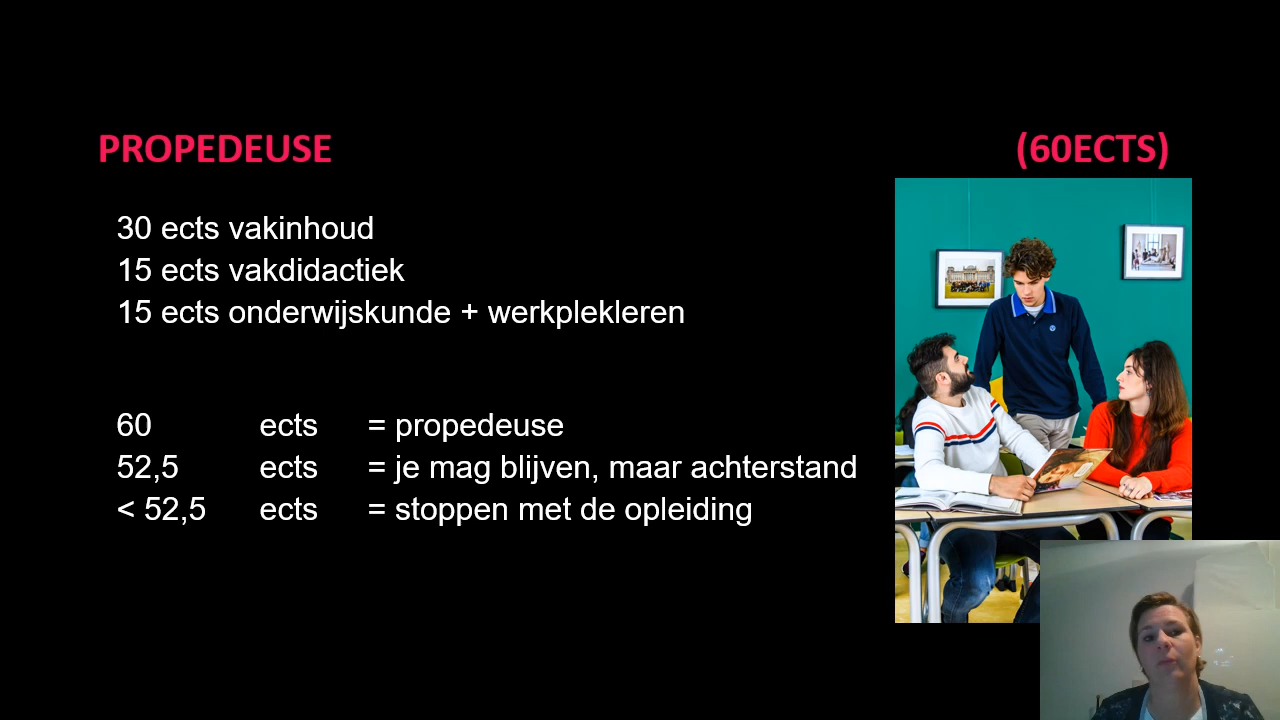 PROPEDEUSE (60ECTS)
30 ects vakinhoud
15 ects vakdidactiek
15 ects onderwijskunde + werkplekleren
60 ects = propedeuse
52,5 ects = je mag blijven, maar achterstand
< 52,5 ects = stoppen met de opleiding